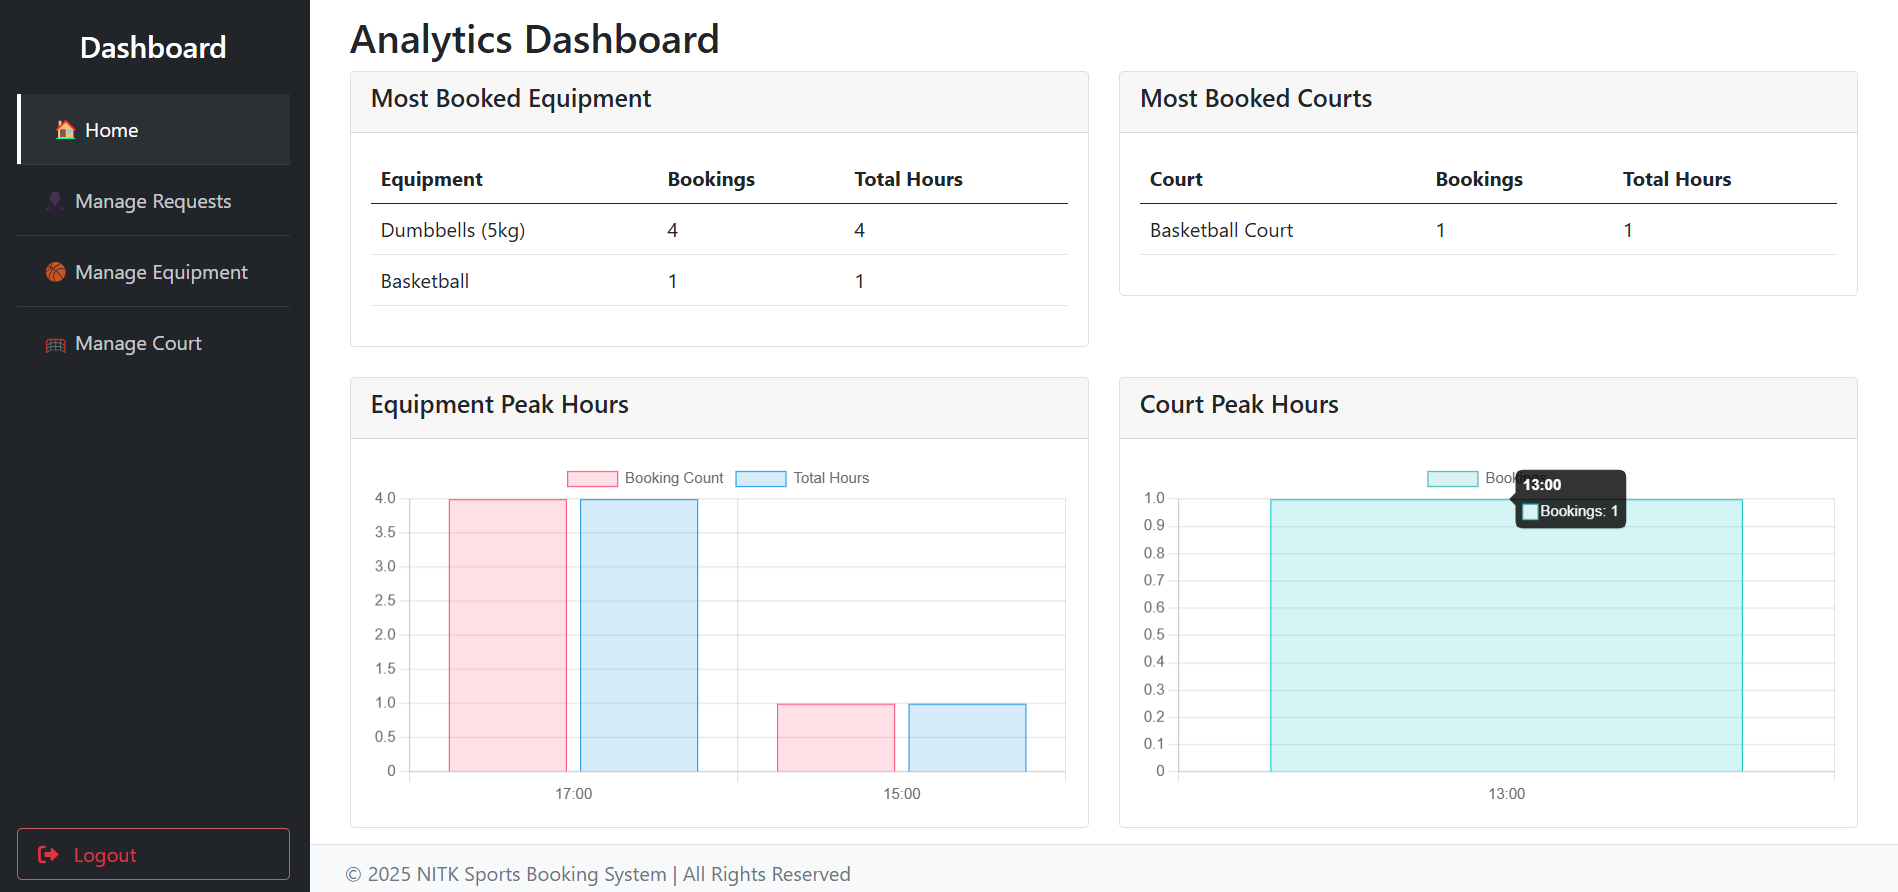 Dashboard
Home
Manage Requests
Manage Equipment
Manage Court
Logout
Analytics Dashboard
Most Booked Equipment
Equipment Bookings Total Hours
Dumbbells (5kg) 4 4
Basketball 1 1
Most Booked Courts
Court Bookings Total Hours
Basketball Court 1 1
Equipment Peak Hours
Booking Count Total Hours
4.0
3.5
3.0
2.5
2.0
1.5
1.0
0.5
0
17:00 15:00
Court Peak Hours
13:00
Bookings: 1
1.0
0.9
0.8
0.7
0.6
0.5
0.4
0.3
0.2
0.1
0
13:00
© 2025 NITK Sports Booking System | All Rights Reserved